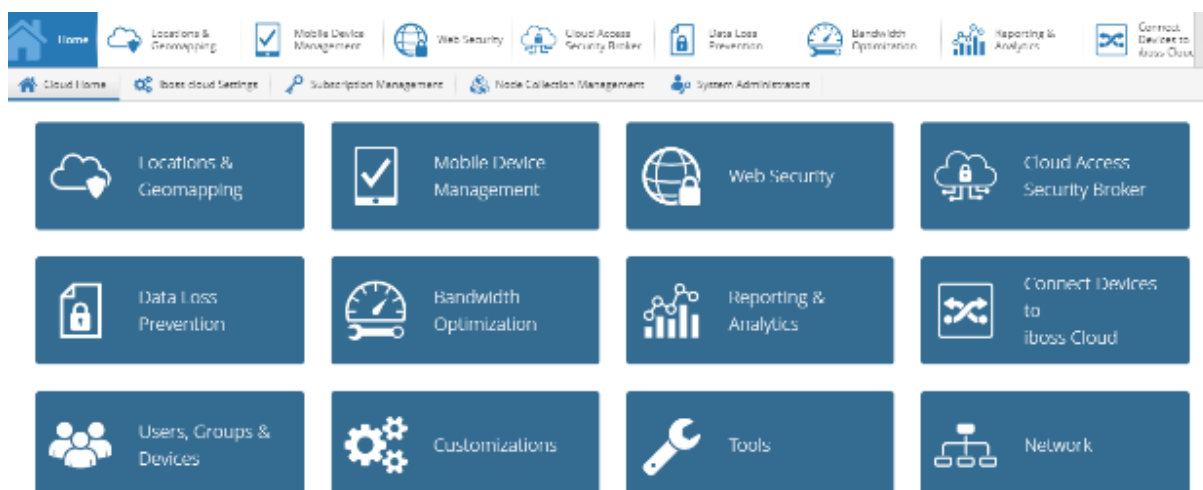 Home
Locations &
Geomapping
Mobile Device
Management
Web Security
Cloud Access
Security Broker
Data Loss
Prevention
Bandwidth
Optimization
Reporting &
Analytics
Connect
Devices to
iboss Cloud
Cloud Home
iboss cloud Settings
Subscription Management
Node Collection Management
System Administrators
Locations &
Geomapping
Mobile Device
Management
Web Security
Cloud Access
Security Broker
Data Loss
Prevention
Bandwidth
Optimization
Reporting &
Analytics
Connect Devices
to
iboss Cloud
Users, Groups &
Devices
Customizations
Tools
Network